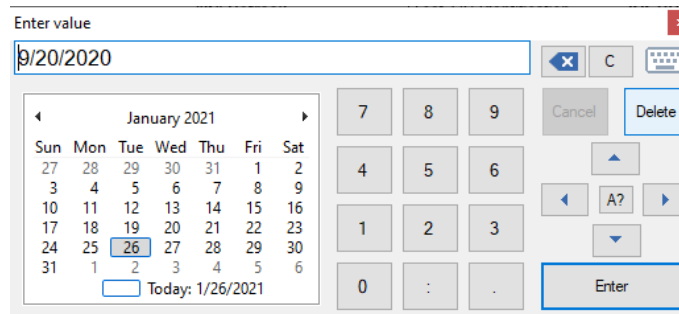 Enter value
9/20/2020
C
January 2021
Sun Mon Tue Wed Thu Fri Sat
27 28 29 30 31 1 2
3 4 5 6 7 8 9
10 11 12 13 14 15 16
17 18 19 20 21 22 23
24 25 26 27 28 29 30
31 1 2 3 4 5 6
Today: 1/26/2021
7 8 9
4 5 6
1 2 3
0 : .
Cancel Delete
A?
Enter